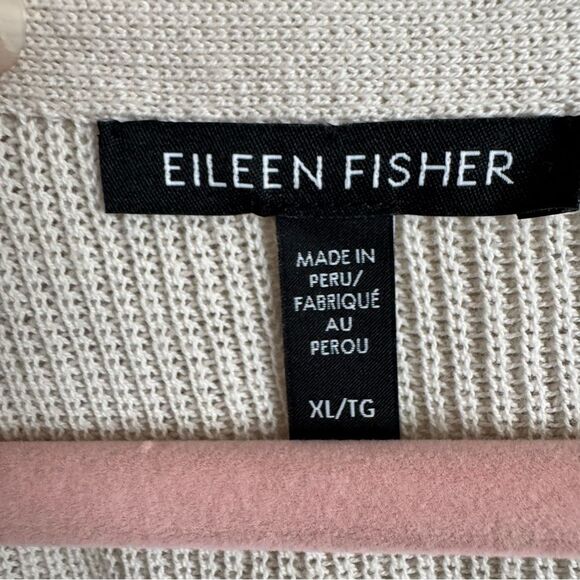 EILEEN FISHER
MADE IN
PERU/
FABRIQUÉ
AU
PEROU
XL/TG